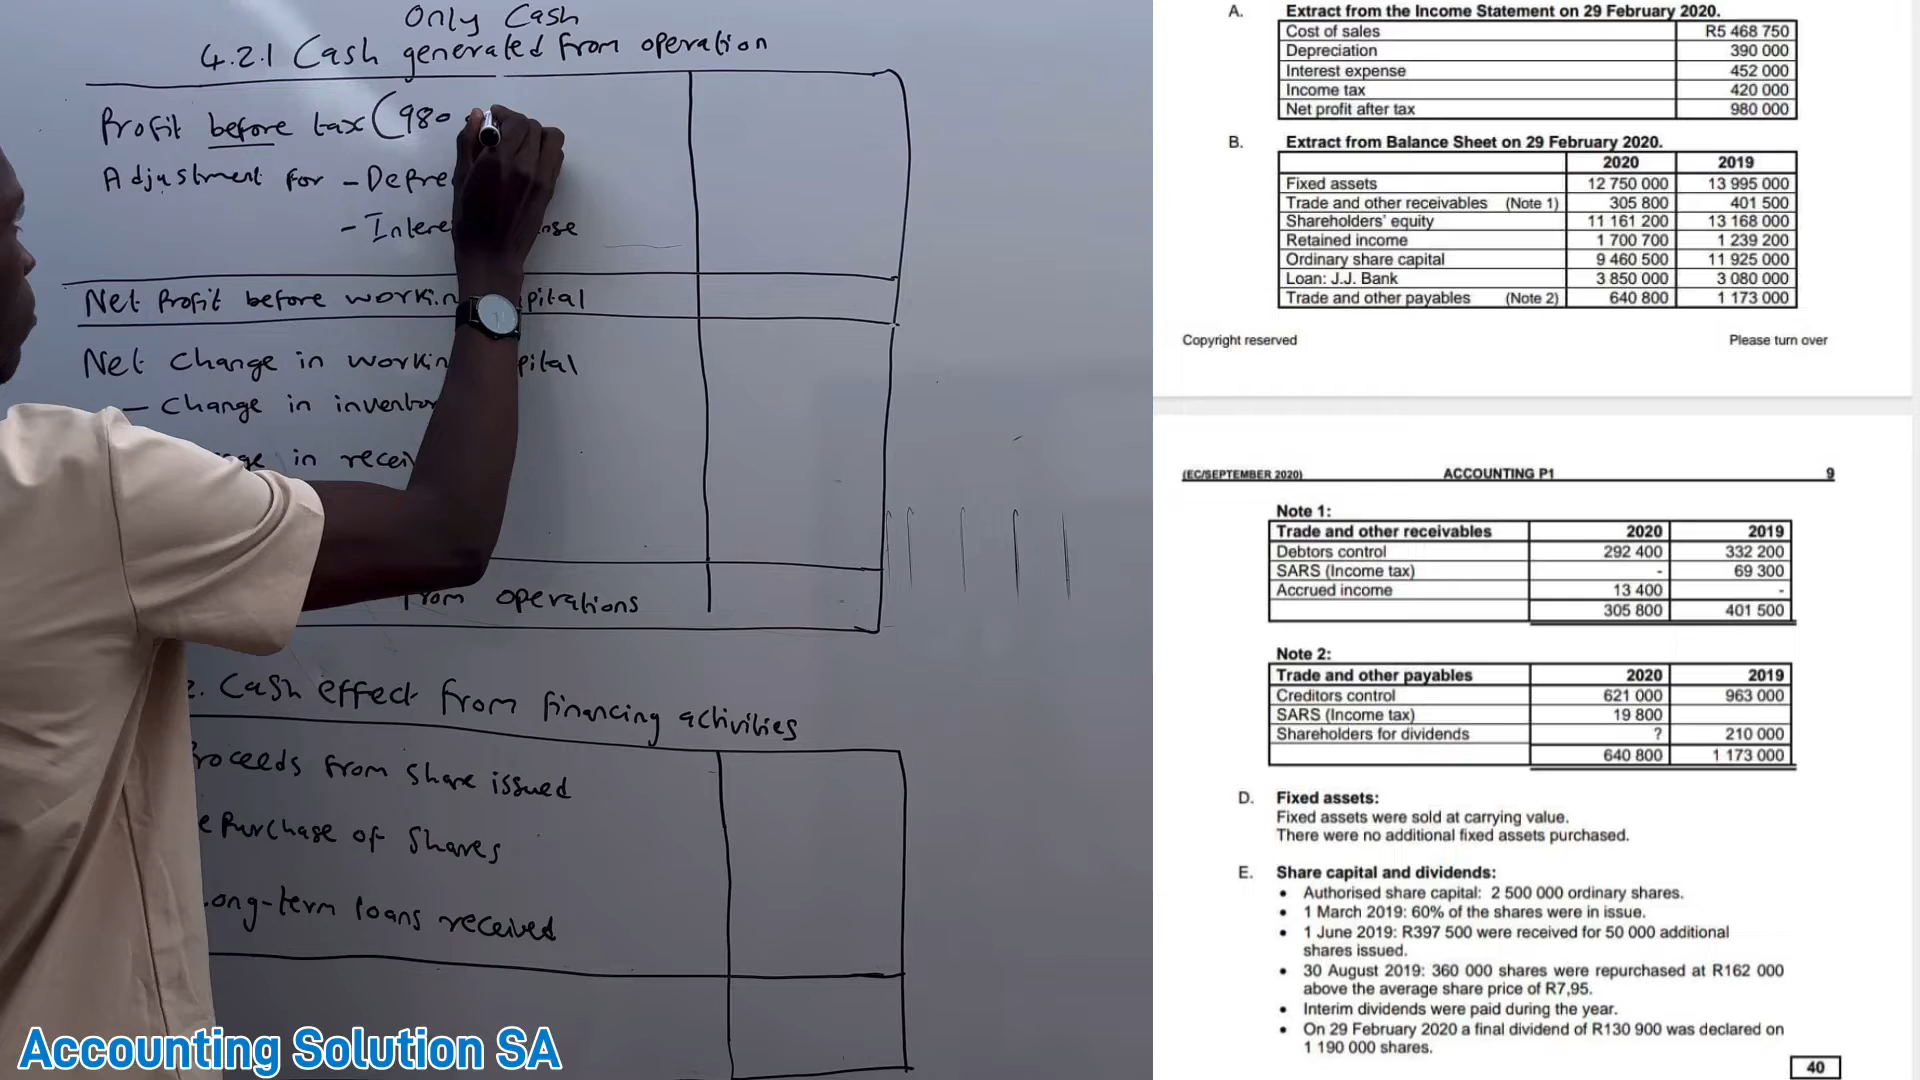 Only Cash
4.2.1 Cash generated from operation
Profit before tax (980
Adjustment for - Depre
- Intere nse
Net Profit before workin pital
Net change in workin pital
- Change in inventor
nge in recei
from operations
2. Cash effect from financing activities
roceeds from share issued
epurchase of shares
ong-term loans received
Accounting Solution SA
A. Extract from the Income Statement on 29 February 2020.
Cost of sales R5 468 750
Depreciation 390 000
Interest expense 452 000
Income tax 420 000
Net profit after tax 980 000
B. Extract from Balance Sheet on 29 February 2020.
2020 2019
Fixed assets 12 750 000 13 995 000
Trade and other receivables (Note 1) 305 800 401 500
Shareholders' equity 11 161 200 13 168 000
Retained income 1 700 700 1 239 200
Ordinary share capital 9 460 500 11 925 000
Loan: J.J. Bank 3 850 000 3 080 000
Trade and other payables (Note 2) 640 800 1 173 000
Copyright reserved Please turn over
(EC/SEPTEMBER 2020) ACCOUNTING P1 9
Note 1:
Trade and other receivables 2020 2019
Debtors control 292 400 332 200
SARS (Income tax) - 69 300
Accrued income 13 400 -
305 800 401 500
Note 2:
Trade and other payables 2020 2019
Creditors control 621 000 963 000
SARS (Income tax) 19 800
Shareholders for dividends ? 210 000
640 800 1 173 000
D. Fixed assets:
Fixed assets were sold at carrying value.
There were no additional fixed assets purchased.
E. Share capital and dividends:
• Authorised share capital: 2 500 000 ordinary shares.
• 1 March 2019: 60% of the shares were in issue.
• 1 June 2019: R397 500 were received for 50 000 additional
shares issued.
• 30 August 2019: 360 000 shares were repurchased at R162 000
above the average share price of R7,95.
• Interim dividends were paid during the year.
• On 29 February 2020 a final dividend of R130 900 was declared on
1 190 000 shares.
40